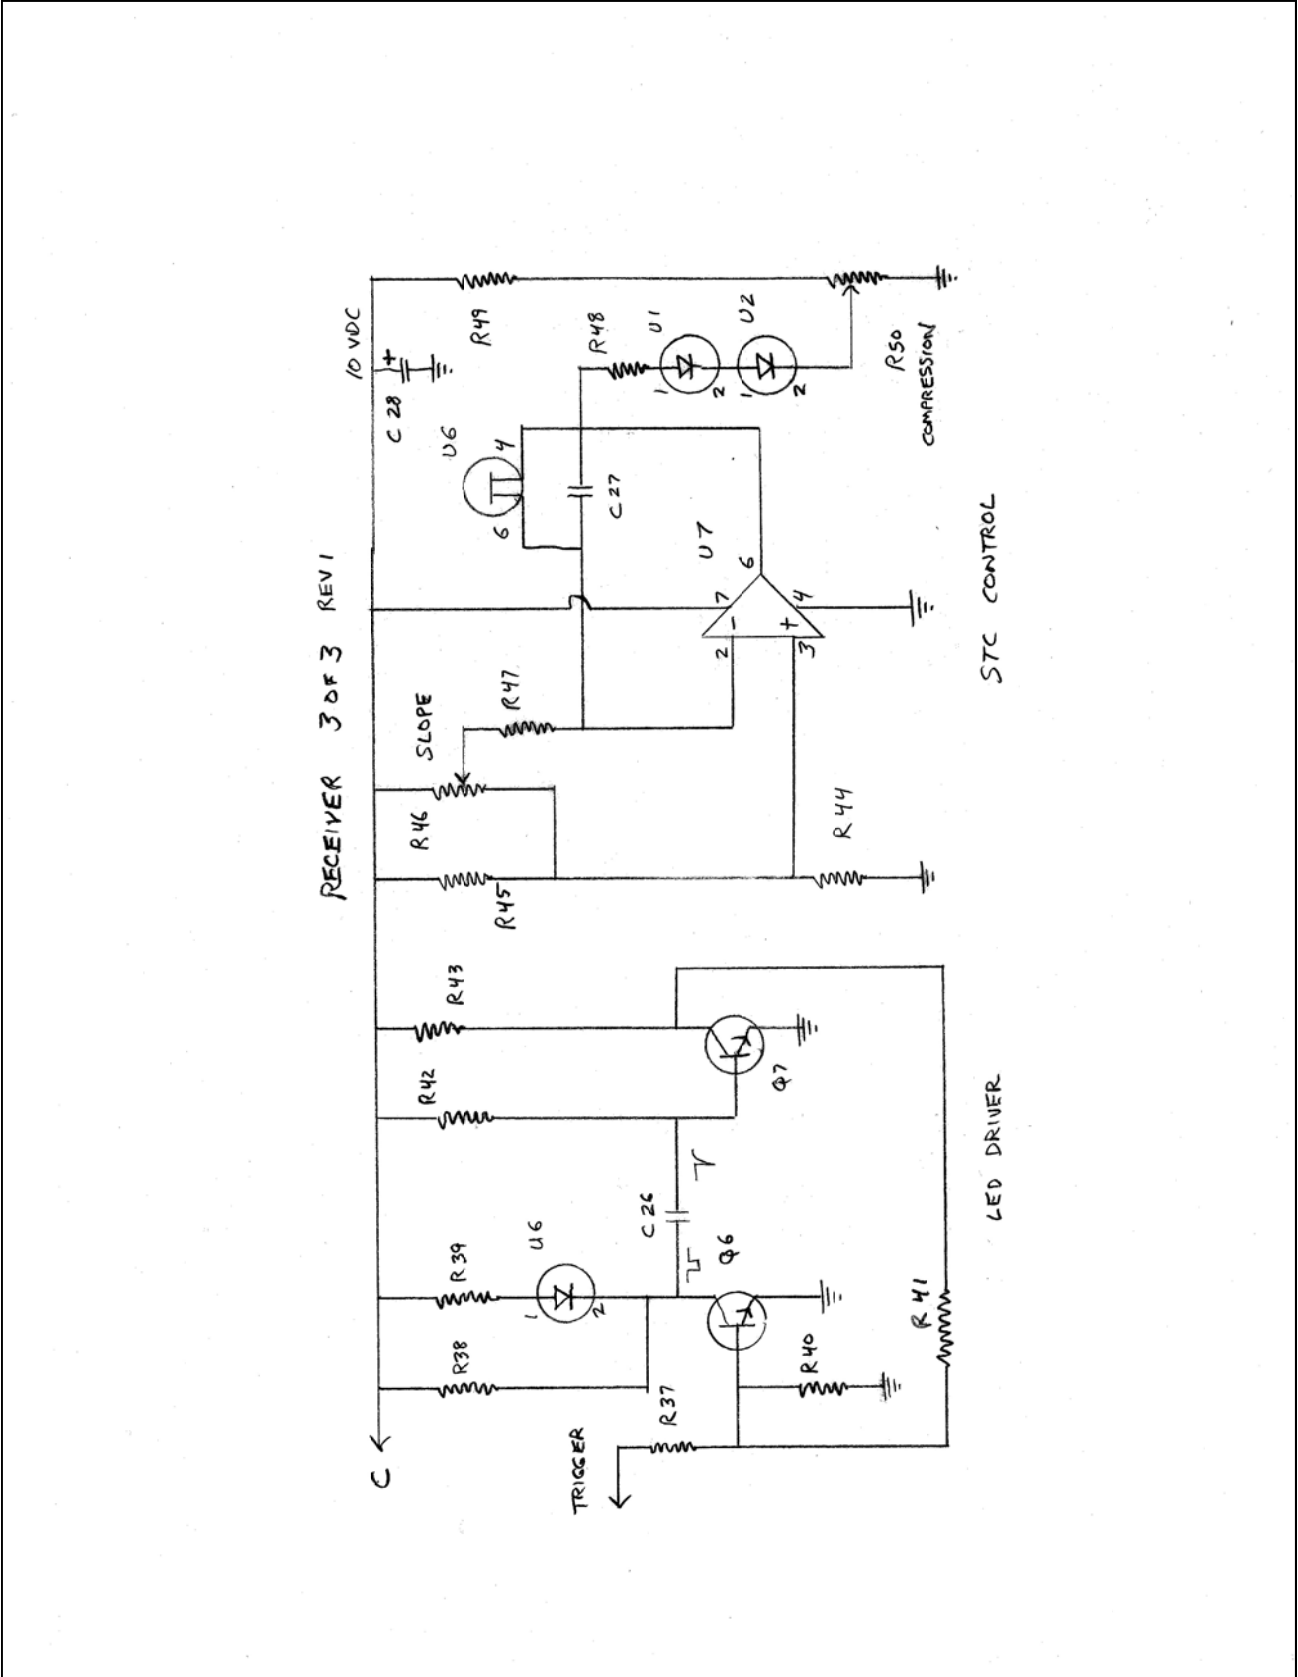 RECEIVER 3 OF 3 REV 1
10 VDC
C
C 28
+
R38
R39
R42
R43
R45
R46
SLOPE
R47
U6
6
4
R49
U6
1
2
C 26
C 27
R48
U1
1
2
U2
1
2
TRIGGER
R37
Q6
R40
Q7
R 41
R44
U7
2
-
3
+
7
6
4
R50
COMPRESSION
LED DRIVER
STC CONTROL